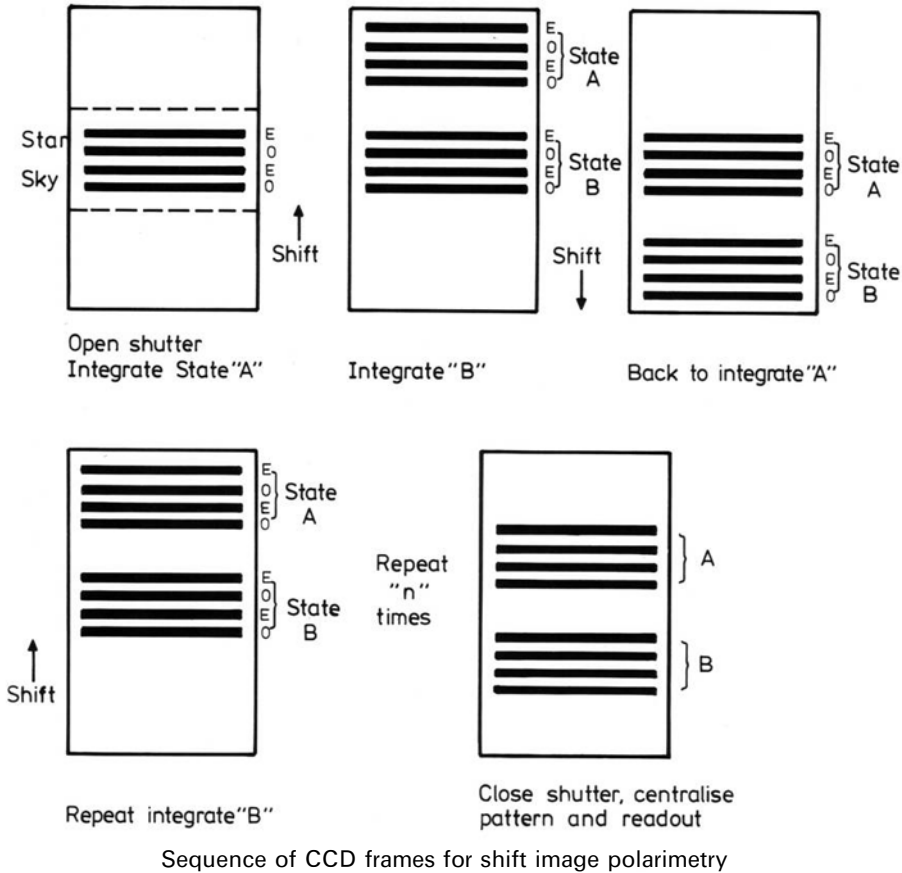 Star
Sky
E
O
E
O
Shift
Open shutter
Integrate State "A"
E
O
E
O
State
A
E
O
E
O
State
B
Shift
Integrate "B"
E
O
E
O
State
A
E
O
E
O
State
B
Back to integrate "A"
E
O
E
O
State
A
E
O
E
O
State
B
Shift
Repeat integrate "B"
Repeat
"n"
times
A
B
Close shutter, centralise
pattern and readout
Sequence of CCD frames for shift image polarimetry